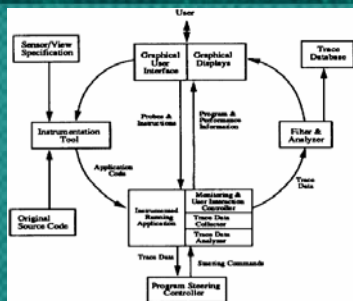 User
Sensor/View
Specification
Graphical
User
Interface
Graphical
Displays
Trace
Database
Probes &
Instructions
Program &
Performance
Information
Instrumentation
Tool
Filter &
Analyzer
Application
Code
Trace
Data
Original
Source Code
Instrumented
Running
Application
Monitoring &
User Interaction
Controller
Trace Data
Collector
Trace Data
Analyzer
Trace Data
Steering Commands
Program Steering
Controller